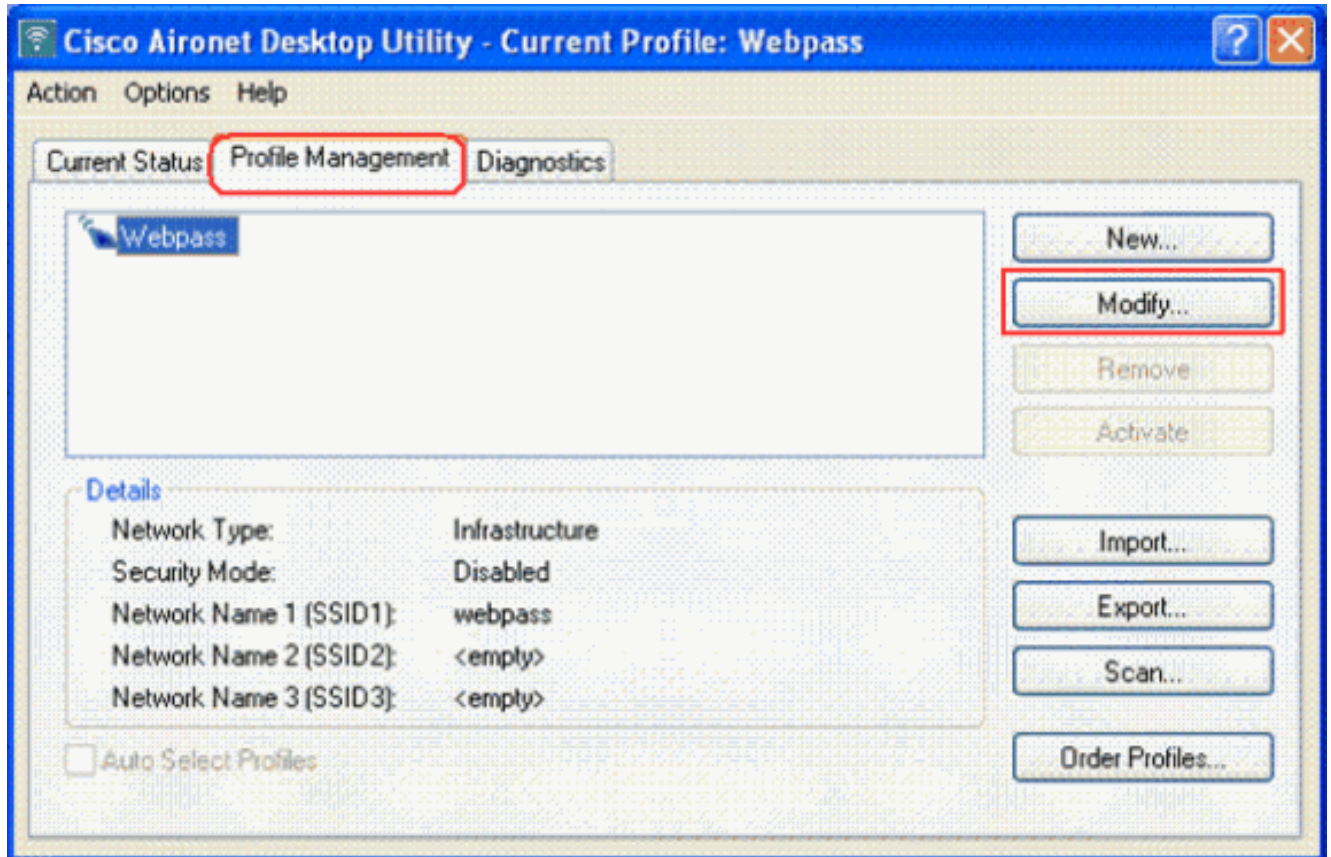 Cisco Aironet Desktop Utility - Current Profile: Webpass
Action Options Help
Current Status Profile Management Diagnostics
Webpass
New...
Modify...
Remove
Activate
Details
Network Type: Infrastructure
Security Mode: Disabled
Network Name 1 (SSID1): webpass
Network Name 2 (SSID2): <empty>
Network Name 3 (SSID3): <empty>
Import...
Export...
Scan...
Auto Select Profiles
Order Profiles...